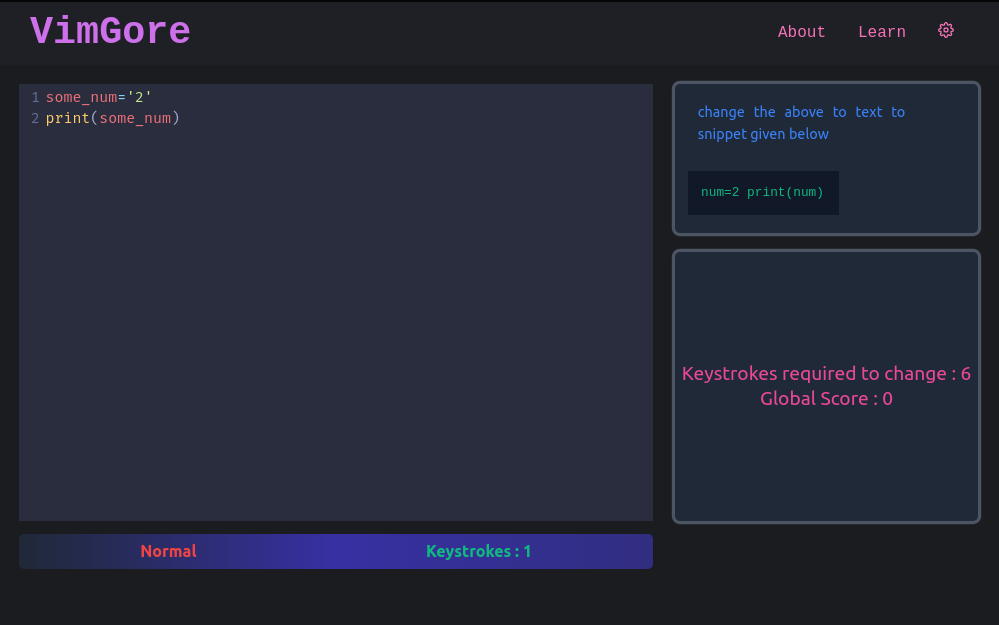 VimGore
About Learn
1 some_num='2'
2 print(some_num)
change the above to text to
snippet given below
num=2 print(num)
Keystrokes required to change : 6
Global Score : 0
Normal Keystrokes : 1